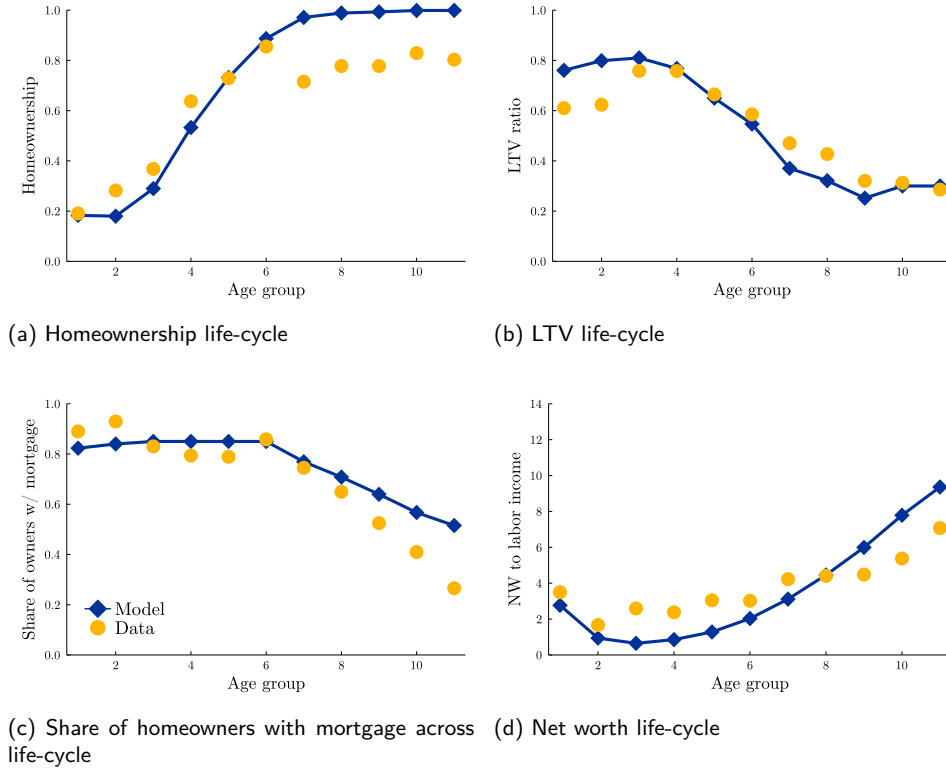 1.0
0.8
0.6
0.4
0.2
0.0
Homeownership
2 4 6 8 10
Age group
(a) Homeownership life-cycle
1.0
0.8
0.6
0.4
0.2
0.0
LTV ratio
2 4 6 8 10
Age group
(b) LTV life-cycle
1.0
0.8
0.6
0.4
0.2
0.0
Share of owners w/ mortgage
Model
Data
2 4 6 8 10
Age group
(c) Share of homeowners with mortgage across
life-cycle
14
12
10
8
6
4
2
0
NW to labor income
2 4 6 8 10
Age group
(d) Net worth life-cycle